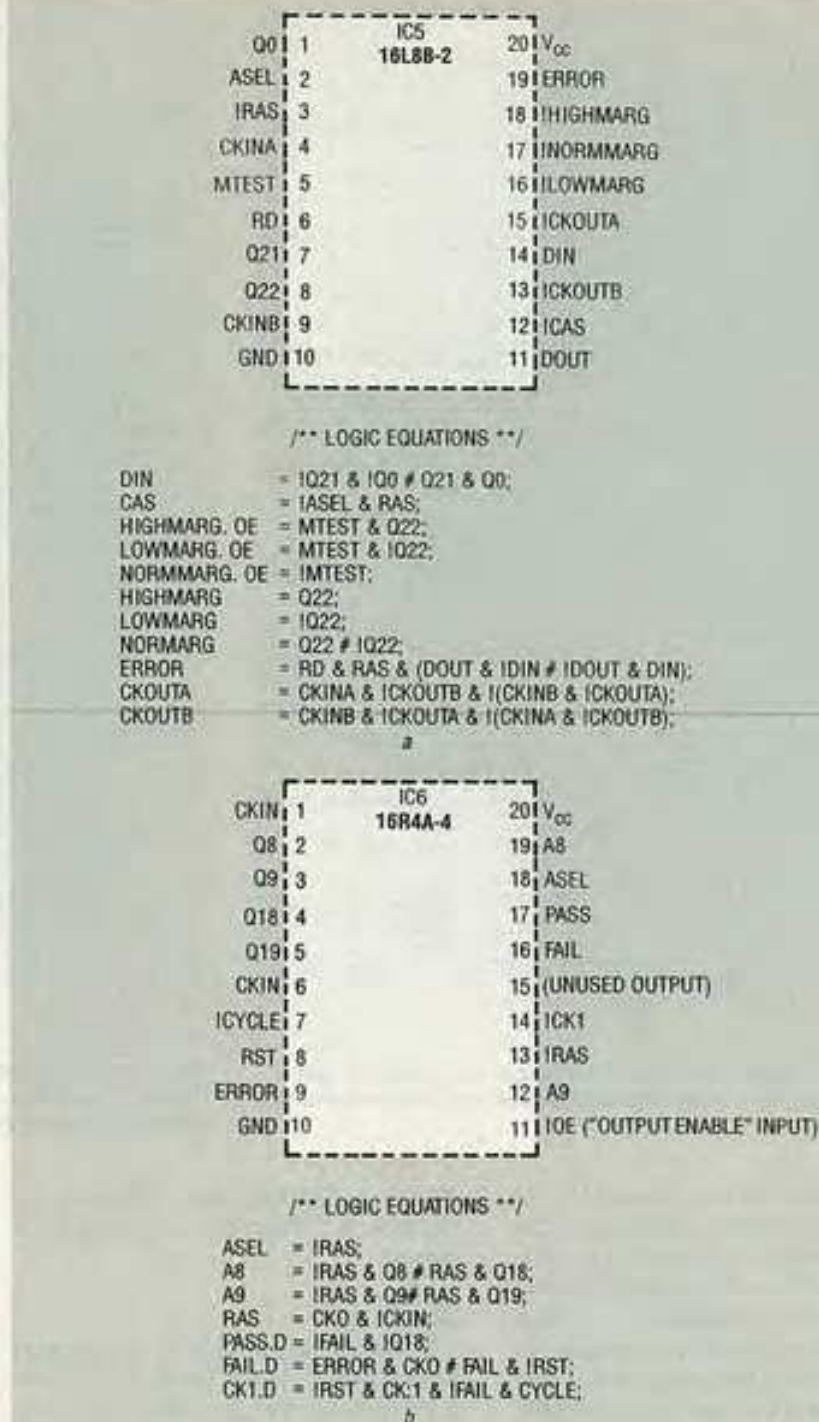 IC5
16L8B-2
Q0 1
ASEL 2
!RAS 3
CKINA 4
MTEST 5
RD 6
Q21 7
Q22 8
CKINB 9
GND 10
20 Vcc
19 ERROR
18 !HIGHMARG
17 !NORMMARG
16 !LOWMARG
15 !CKOUTA
14 DIN
13 !CKOUTB
12 !CAS
11 DOUT
/** LOGIC EQUATIONS **/
DIN = !Q21 & !Q0 # Q21 & Q0;
CAS = !ASEL & RAS;
HIGHMARG. OE = MTEST & Q22;
LOWMARG. OE = MTEST & !Q22;
NORMMARG. OE = !MTEST;
HIGHMARG = Q22;
LOWMARG = !Q22;
NORMARG = Q22 # !Q22;
ERROR = RD & RAS & (DOUT & !DIN # !DOUT & DIN);
CKOUTA = CKINA & !CKOUTB & !(CKINB & !CKOUTA);
CKOUTB = CKINB & !CKOUTA & !(CKINA & !CKOUTB);
a
IC6
16R4A-4
CKIN 1
Q8 2
Q9 3
Q18 4
Q19 5
CKIN 6
!CYCLE 7
RST 8
ERROR 9
GND 10
20 Vcc
19 A8
18 ASEL
17 PASS
16 FAIL
15 (UNUSED OUTPUT)
14 !CK1
13 !RAS
12 A9
11 !OE ("OUTPUT ENABLE" INPUT)
/** LOGIC EQUATIONS **/
ASEL = !RAS;
A8 = !RAS & Q8 # RAS & Q18;
A9 = !RAS & Q9# RAS & Q19;
RAS = CKO & !CKIN;
PASS.D = !FAIL & !Q18;
FAIL.D = ERROR & CKO # FAIL & !RST;
CK1.D = !RST & CK:1 & !FAIL & CYCLE;
b